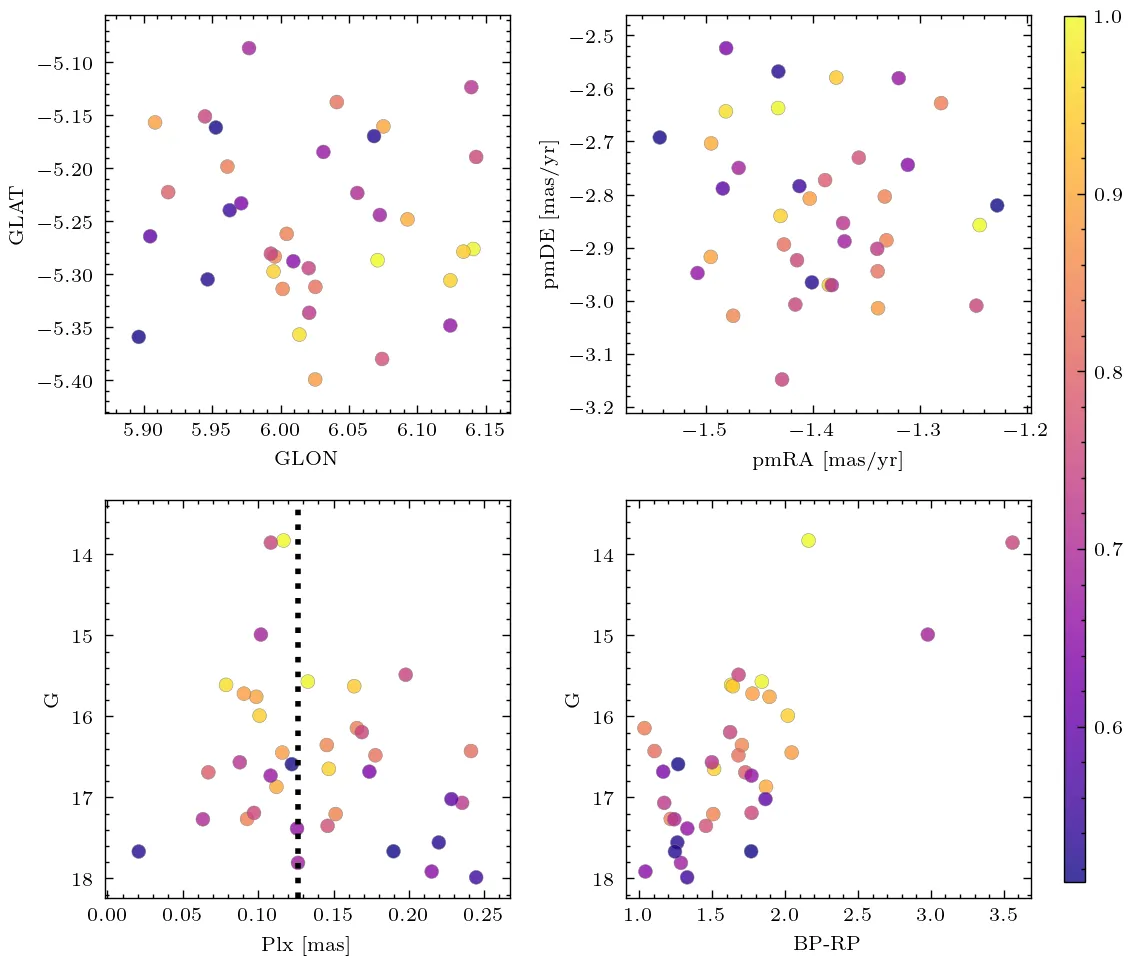 −5.10
−5.15
−5.20
−5.25
−5.30
−5.35
−5.40
GLAT
5.90 5.95 6.00 6.05 6.10 6.15
GLON
−2.5
−2.6
−2.7
−2.8
−2.9
−3.0
−3.1
−3.2
pmDE [mas/yr]
−1.5 −1.4 −1.3 −1.2
pmRA [mas/yr]
1.0
0.9
0.8
0.7
0.6
14
15
16
17
18
G
0.00 0.05 0.10 0.15 0.20 0.25
Plx [mas]
14
15
16
17
18
G
1.0 1.5 2.0 2.5 3.0 3.5
BP-RP